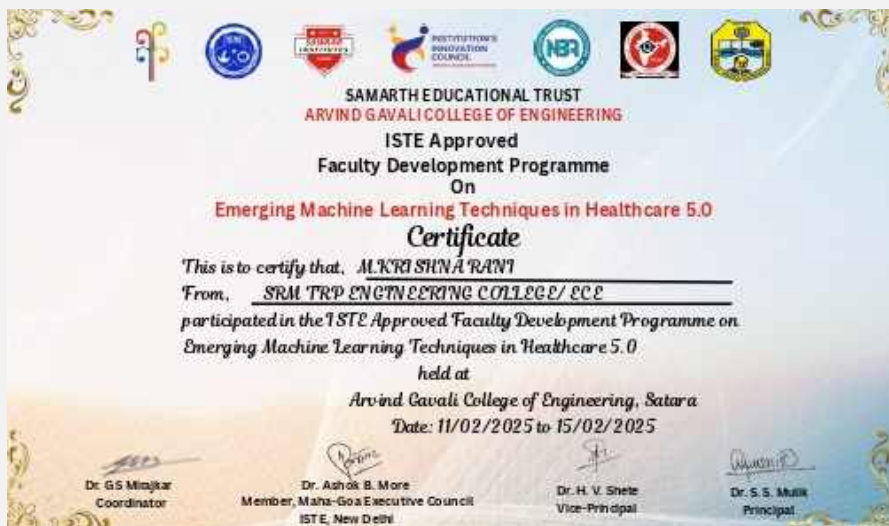 INSTITUTION'S
INNOVATION
COUNCIL
NBA
SAMARTH EDUCATIONAL TRUST
ARVIND GAVALI COLLEGE OF ENGINEERING
ISTE Approved
Faculty Development Programme
On
Emerging Machine Learning Techniques in Healthcare 5.0
Certificate
This is to certify that, M.KRISHNA RANI
From, SRM TRP ENGINEERING COLLEGE/ ECE
participated in the ISTE Approved Faculty Development Programme on
Emerging Machine Learning Techniques in Healthcare 5.0
held at
Arvind Gavali College of Engineering, Satara
Date: 11/02/2025 to 15/02/2025
Dr. GS Mirajkar
Coordinator
Dr. Ashok B. More
Member, Maha-Goa Executive Council
ISTE, New Delhi
Dr. H. V. Shete
Vice-Principal
Dr. S. S. Mulik
Principal